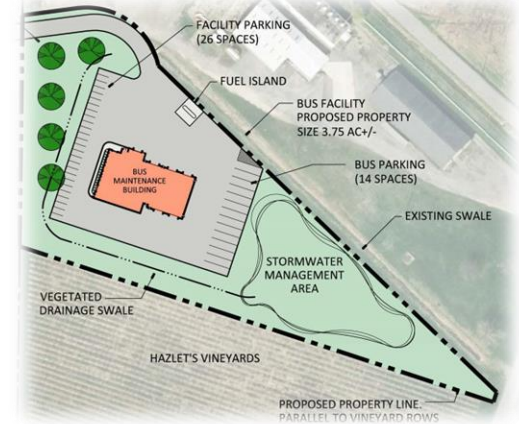 FACILITY PARKING
(26 SPACES)
FUEL ISLAND
BUS FACILITY
PROPOSED PROPERTY
SIZE 3.75 AC+/-
BUS PARKING
(14 SPACES)
BUS
MAINTENANCE
BUILDING
EXISTING SWALE
STORMWATER
MANAGEMENT
AREA
VEGETATED
DRAINAGE SWALE
HAZLET'S VINEYARDS
PROPOSED PROPERTY LINE.
PARALLEL TO VINEYARD ROWS